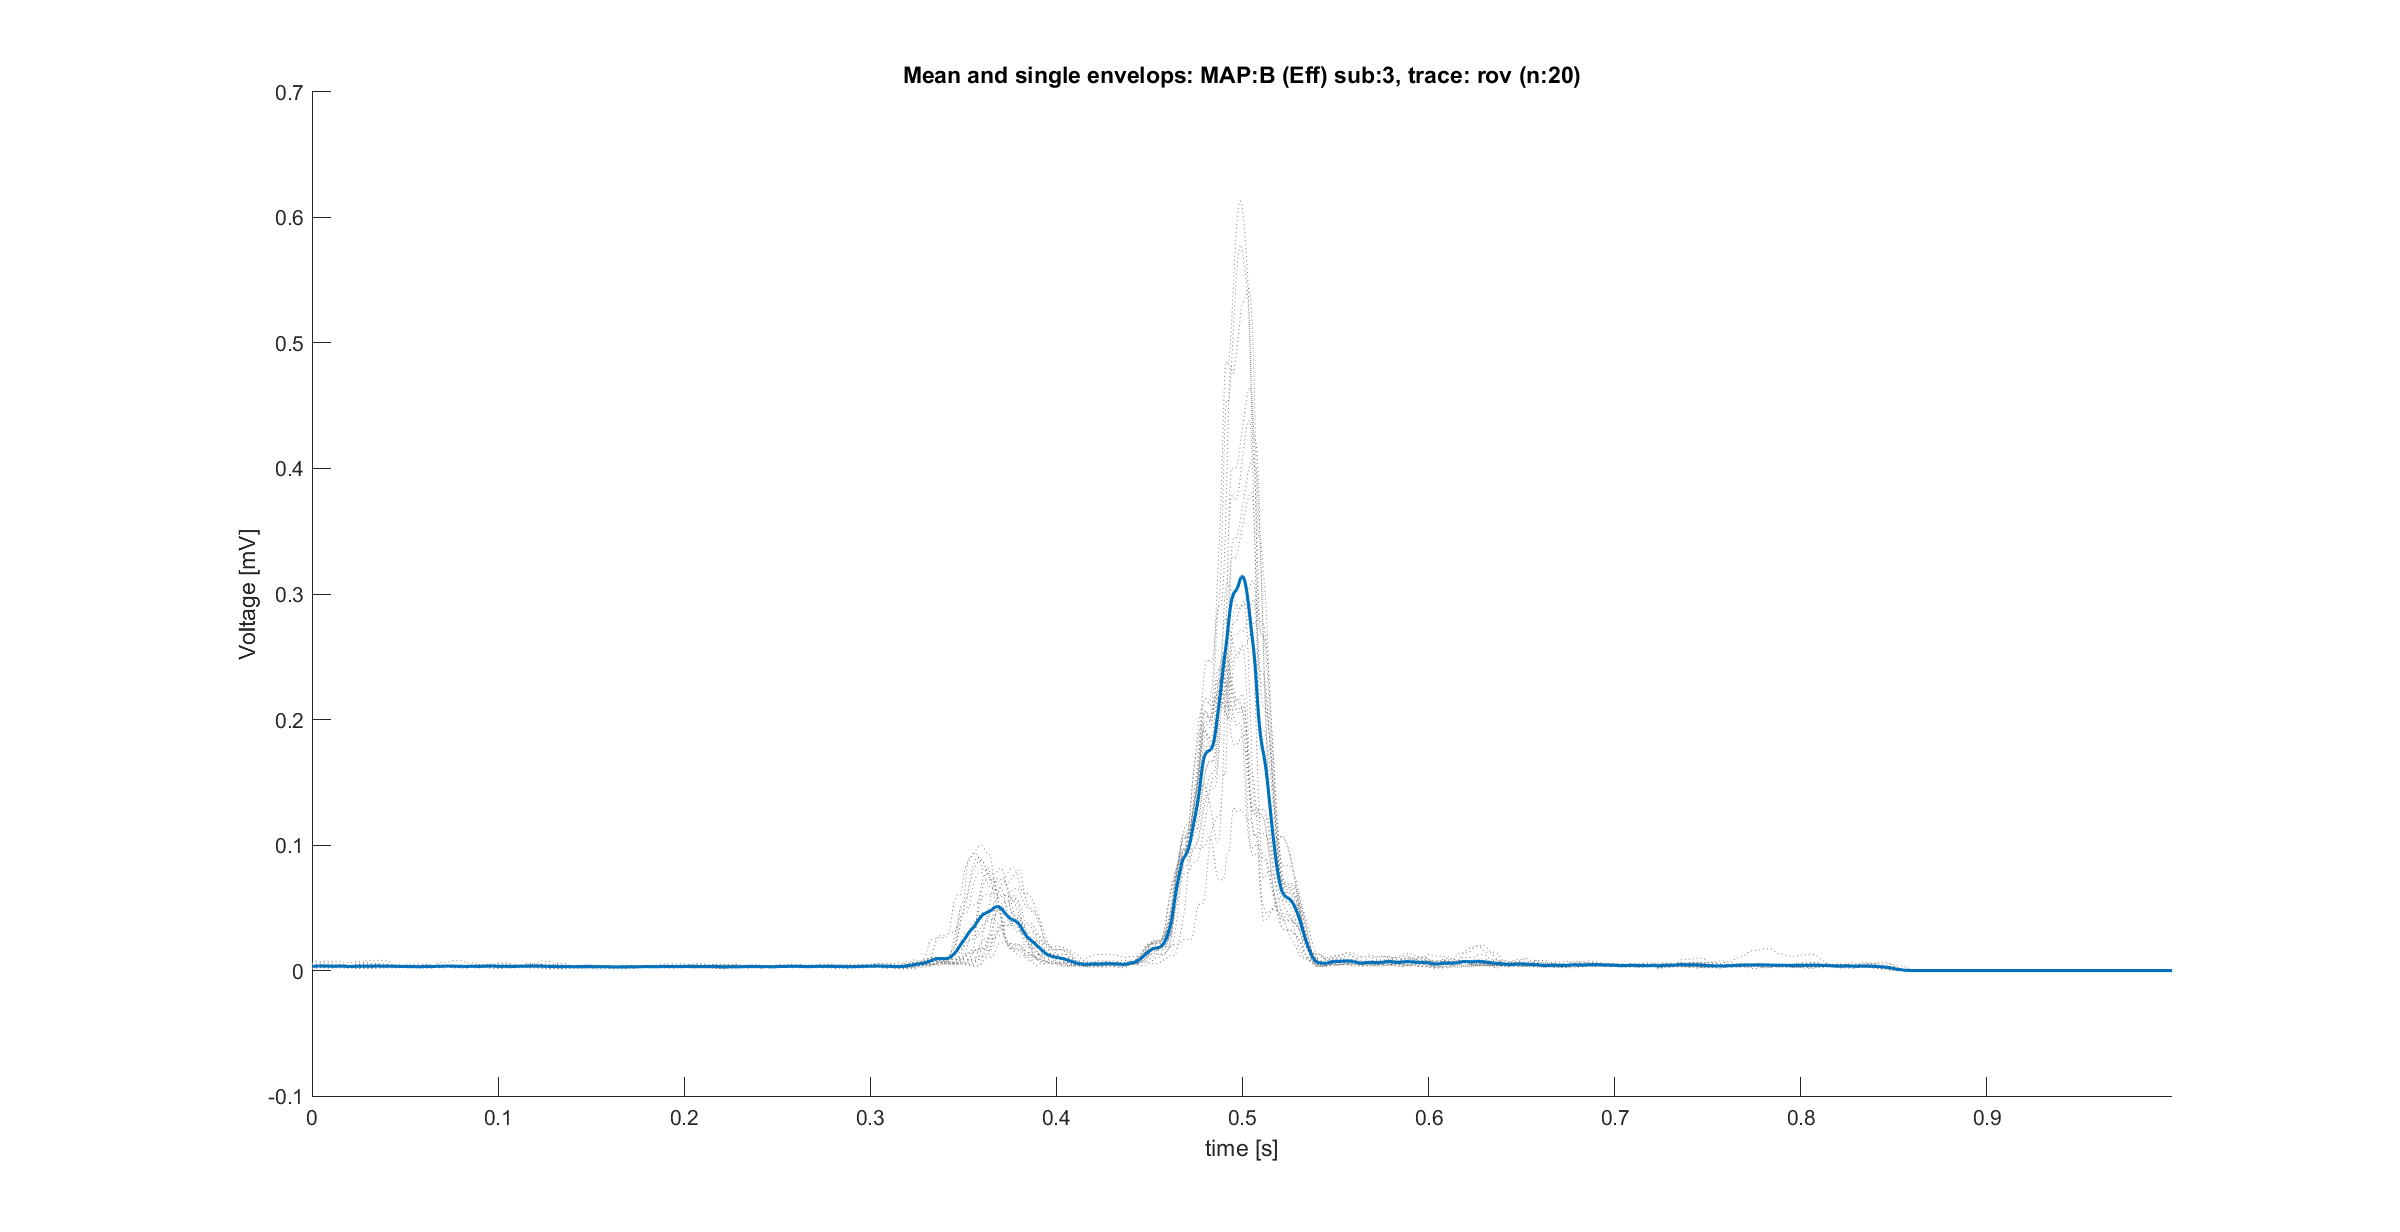 Mean and single envelops: MAP:B (Eff) sub:3, trace: rov (n:20)
0.7
0.6
0.5
0.4
0.3
0.2
0.1
0
-0.1
Voltage [mV]
0 0.1 0.2 0.3 0.4 0.5 0.6 0.7 0.8 0.9
time [s]